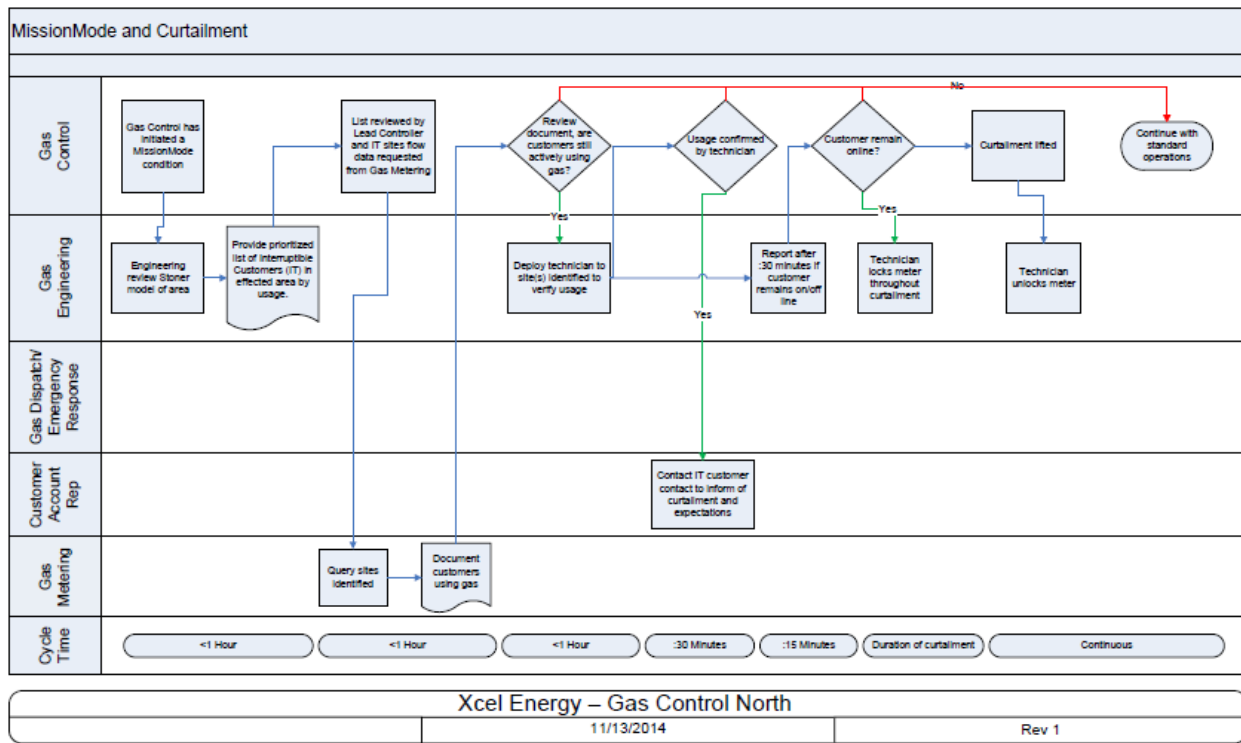 MissionMode and Curtailment
Gas
Control
Gas Control has
initiated a
MissionMode
condition
List reviewed by
Lead Controller
and IT sites flow
data requested
from Gas Metering
Review
document, are
customers still
actively using
gas?
Usage confirmed
by technician
Customer remain
online?
Curtailment lifted
No
Continue with
standard
operations
Gas
Engineering
Engineering
review Stoner
model of area
Provide prioritized
list of Interruptible
Customers (IT) in
effected area by
usage.
Yes
Deploy technician to
site(s) identified to
verify usage
Yes
Report after
:30 minutes if
customer
remains on/off
line
Yes
Technician
locks meter
throughout
curtailment
Technician
unlocks meter
Gas Dispatch/
Emergency
Response
Customer
Account
Rep
Contact IT customer
contact to inform of
curtailment and
expectations
Gas
Metering
Query sites
identified
Document
customers
using gas
Cycle
Time
<1 Hour
<1 Hour
<1 Hour
:30 Minutes
:15 Minutes
Duration of curtailment
Continuous
Xcel Energy – Gas Control North
11/13/2014
Rev 1